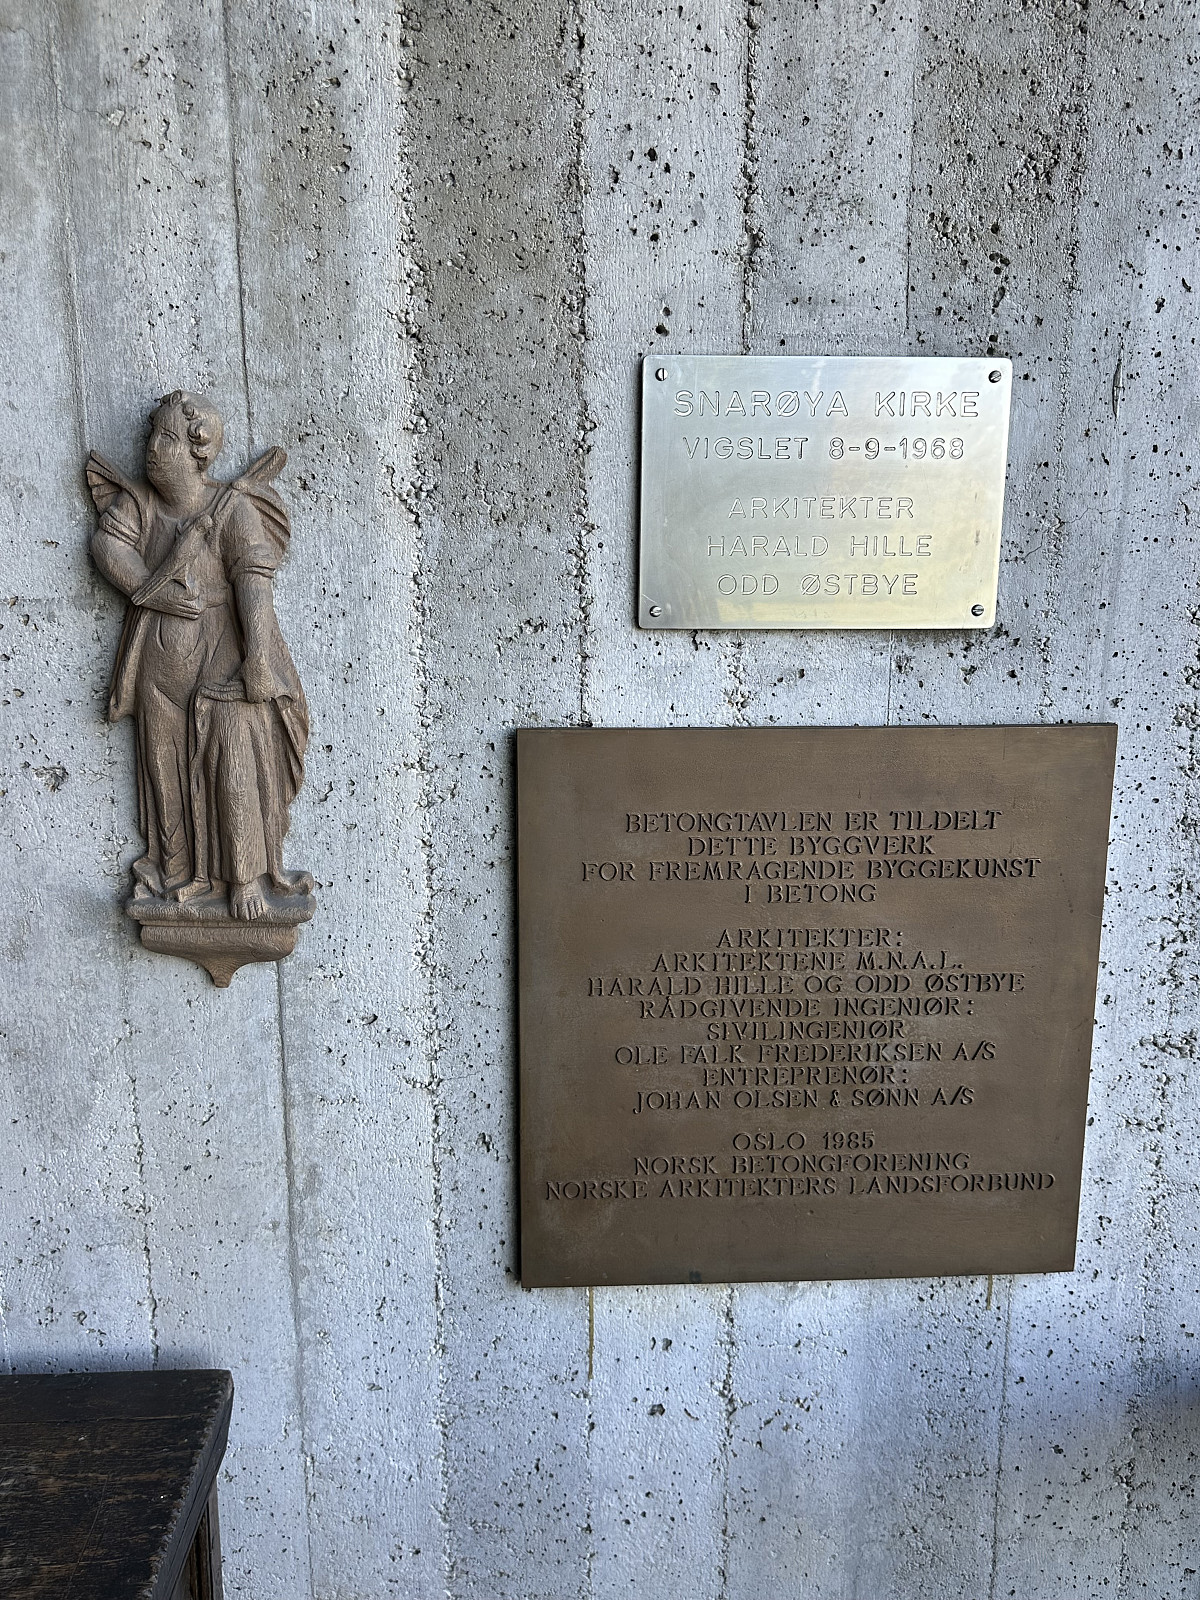 SNARØYA KIRKE
VIGSLET 8-9-1968
ARKITEKTER
HARALD HILLE
ODD ØSTBYE
BETONGTAVLEN ER TILDELT
DETTE BYGGVERK
FOR FREMRAGENDE BYGGEKUNST
I BETONG
ARKITEKTER:
ARKITEKTENE M.N.A.L.
HARALD HILLE OG ODD ØSTBYE
RÅDGIVENDE INGENIØR:
SIVILINGENIØR
OLE FALK FREDERIKSEN A/S
ENTREPRENØR:
JOHAN OLSEN & SØNN A/S
OSLO 1985
NORSK BETONGFORENING
NORSKE ARKITEKTERS LANDSFORBUND